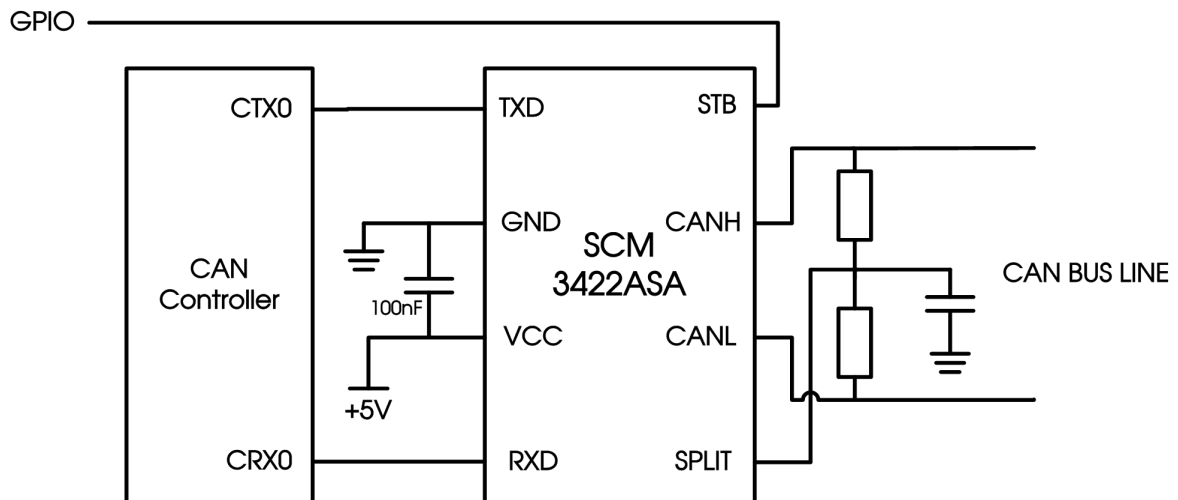 GPIO
CTX0
TXD
STB
GND
CANH
SCM
3422ASA
CAN
Controller
CAN BUS LINE
100nF
VCC
CANL
+5V
CRX0
RXD
SPLIT